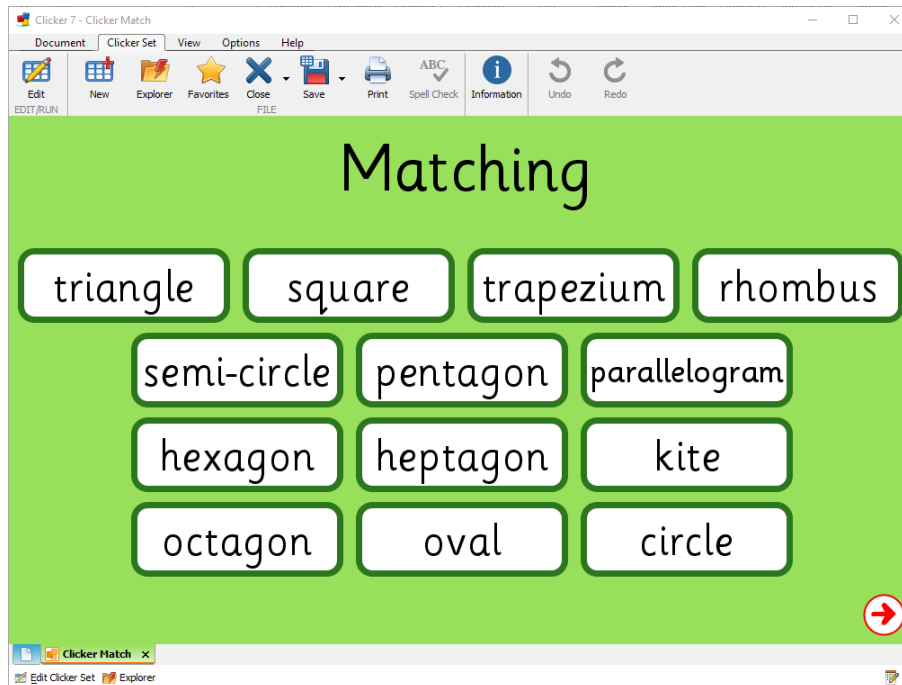 Clicker 7 - Clicker Match
Document Clicker Set View Options Help
ABC
Edit New Explorer Favorites Close Save Print Spell Check Information Undo Redo
EDIT/RUN FILE
Matching
triangle square trapezium rhombus
semi-circle pentagon parallelogram
hexagon heptagon kite
octagon oval circle
Clicker Match x
Edit Clicker Set Explorer